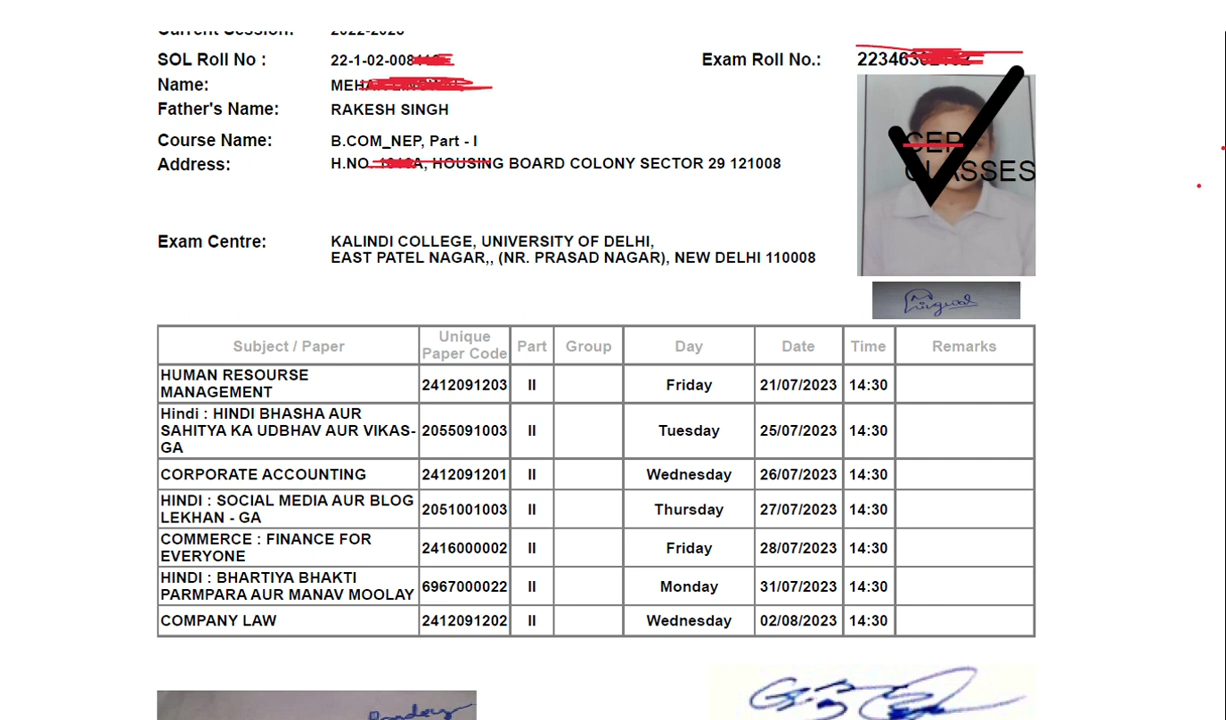 SOL Roll No : 22-1-02-008 Exam Roll No.: 22346
Name:
Father's Name: RAKESH SINGH
Course Name: B.COM_NEP, Part - I
Address: H.NO. HOUSING BOARD COLONY SECTOR 29 121008
CLASSES
Exam Centre: KALINDI COLLEGE, UNIVERSITY OF DELHI,
EAST PATEL NAGAR,, (NR. PRASAD NAGAR), NEW DELHI 110008
Subject / Paper Unique Paper Code Part Group Day Date Time Remarks
HUMAN RESOURSE
MANAGEMENT 2412091203 II Friday 21/07/2023 14:30
Hindi : HINDI BHASHA AUR
SAHITYA KA UDBHAV AUR VIKAS- 2055091003 II Tuesday 25/07/2023 14:30
GA
CORPORATE ACCOUNTING 2412091201 II Wednesday 26/07/2023 14:30
HINDI : SOCIAL MEDIA AUR BLOG
LEKHAN - GA 2051001003 II Thursday 27/07/2023 14:30
COMMERCE : FINANCE FOR
EVERYONE 2416000002 II Friday 28/07/2023 14:30
HINDI : BHARTIYA BHAKTI
PARMPARA AUR MANAV MOOLAY 6967000022 II Monday 31/07/2023 14:30
COMPANY LAW 2412091202 II Wednesday 02/08/2023 14:30